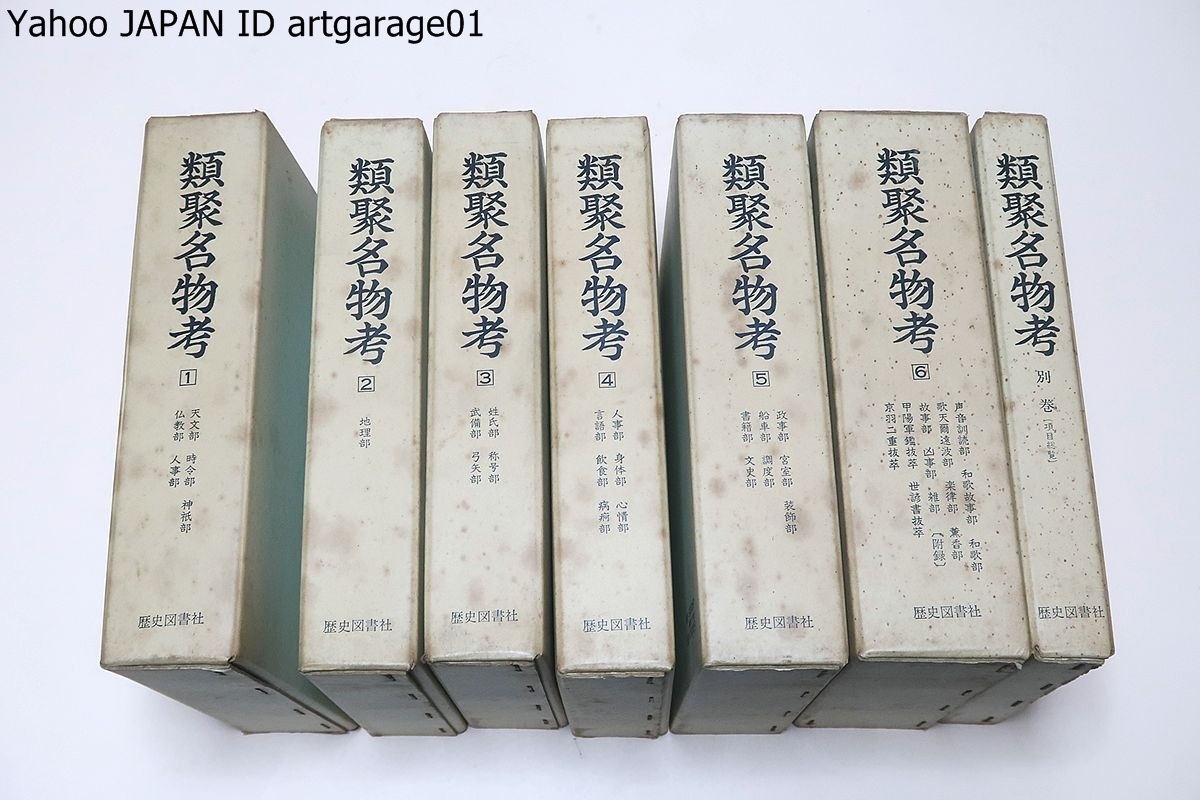 Yahoo JAPAN ID artgarage01
類聚名物考
1
天文部 時令部 神祇部
仏教部 人事部
歴史図書社
類聚名物考
2
地理部
歴史図書社
類聚名物考
3
姓氏部 称号部
武備部 弓矢部
歴史図書社
類聚名物考
4
人事部 身体部 心情部
言語部 飲食部 病痾部
歴史図書社
類聚名物考
5
政事部 宮室部 装飾部
船車部 調度部
書籍部 文史部
歴史図書社
類聚名物考
6
声音訓読部 和歌故事部 和歌部
歌天爾遠波部 楽律部 薫香部
故事部 凶事部 雑部 〔附録〕
甲陽軍鑑抜萃 世諺書抜萃
京羽二重抜萃
歴史図書社
類聚名物考
別巻
(項目総覧)
歴史図書社